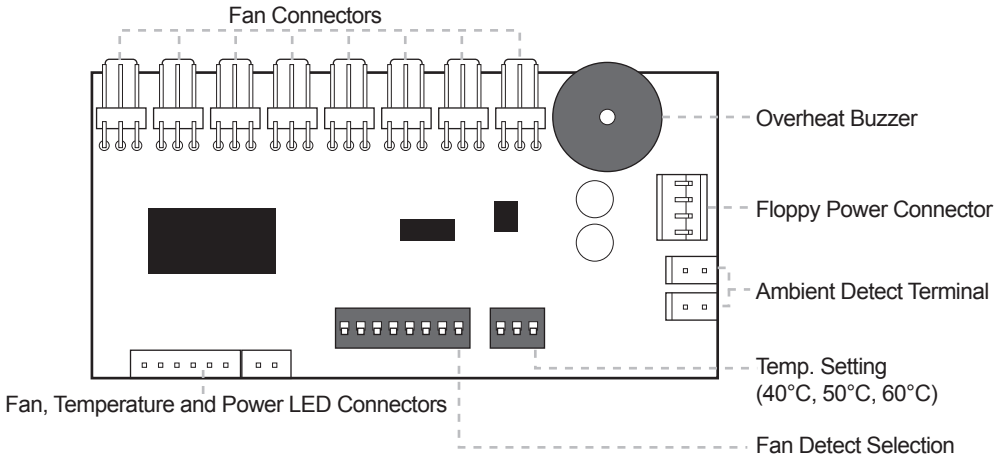 Fan Connectors
Overheat Buzzer
Floppy Power Connector
Ambient Detect Terminal
Temp. Setting
(40°C, 50°C, 60°C)
Fan, Temperature and Power LED Connectors
Fan Detect Selection